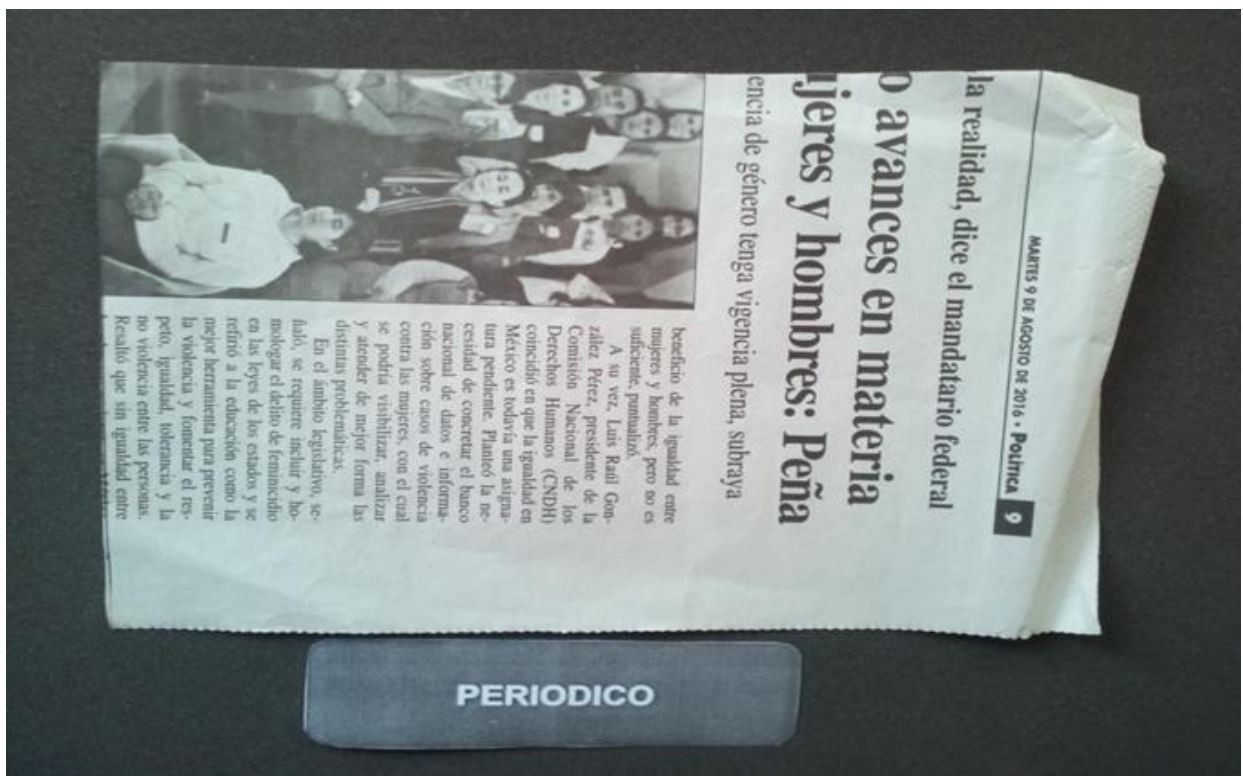 MARTES 9 DE AGOSTO DE 2016 • POLÍTICA 9
la realidad, dice el mandatario federal
o avances en materia
jeres y hombres: Peña
encia de género tenga vigencia plena, subraya
beneficio de la igualdad entre
mujeres y hombres, pero no es
suficiente, puntualizó.
A su vez, Luis Raúl Gon-
zález Pérez, presidente de la
Comisión Nacional de los
Derechos Humanos (CNDH)
coincidió en que la igualdad en
México es todavía una asigna-
tura pendiente. Planteó la ne-
cesidad de concretar el banco
nacional de datos e informa-
ción sobre casos de violencia
contra las mujeres, con el cual
se podría visibilizar, analizar
y atender de mejor forma las
distintas problemáticas.
En el ámbito legislativo, se-
ñaló, se requiere incluir y ho-
mologar el delito de feminicidio
en las leyes de los estados y se
refirió a la educación como la
mejor herramienta para prevenir
la violencia y fomentar el res-
peto, igualdad, tolerancia y la
no violencia entre las personas.
Resaltó que sin igualdad entre
PERIODICO